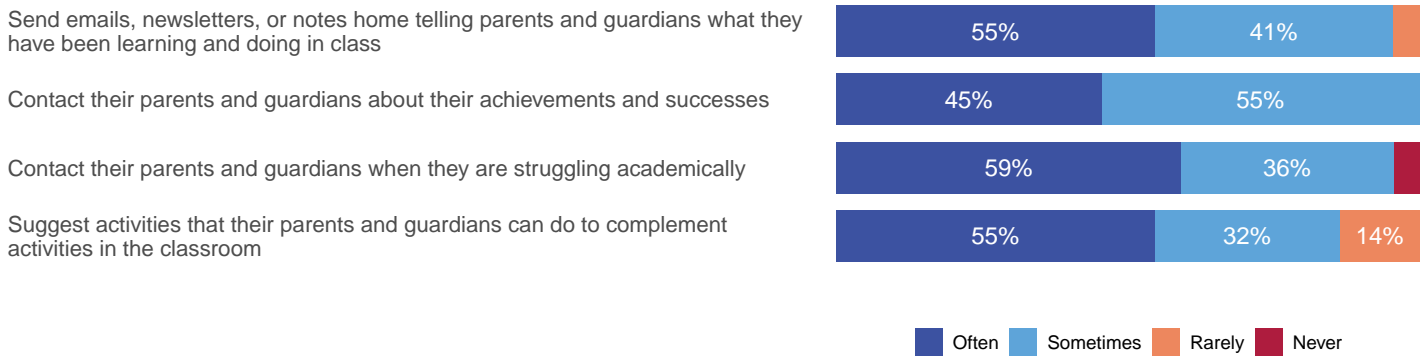 Send emails, newsletters, or notes home telling parents and guardians what they
have been learning and doing in class
55% 41%
Contact their parents and guardians about their achievements and successes
45% 55%
Contact their parents and guardians when they are struggling academically
59% 36%
Suggest activities that their parents and guardians can do to complement
activities in the classroom
55% 32% 14%
Often Sometimes Rarely Never